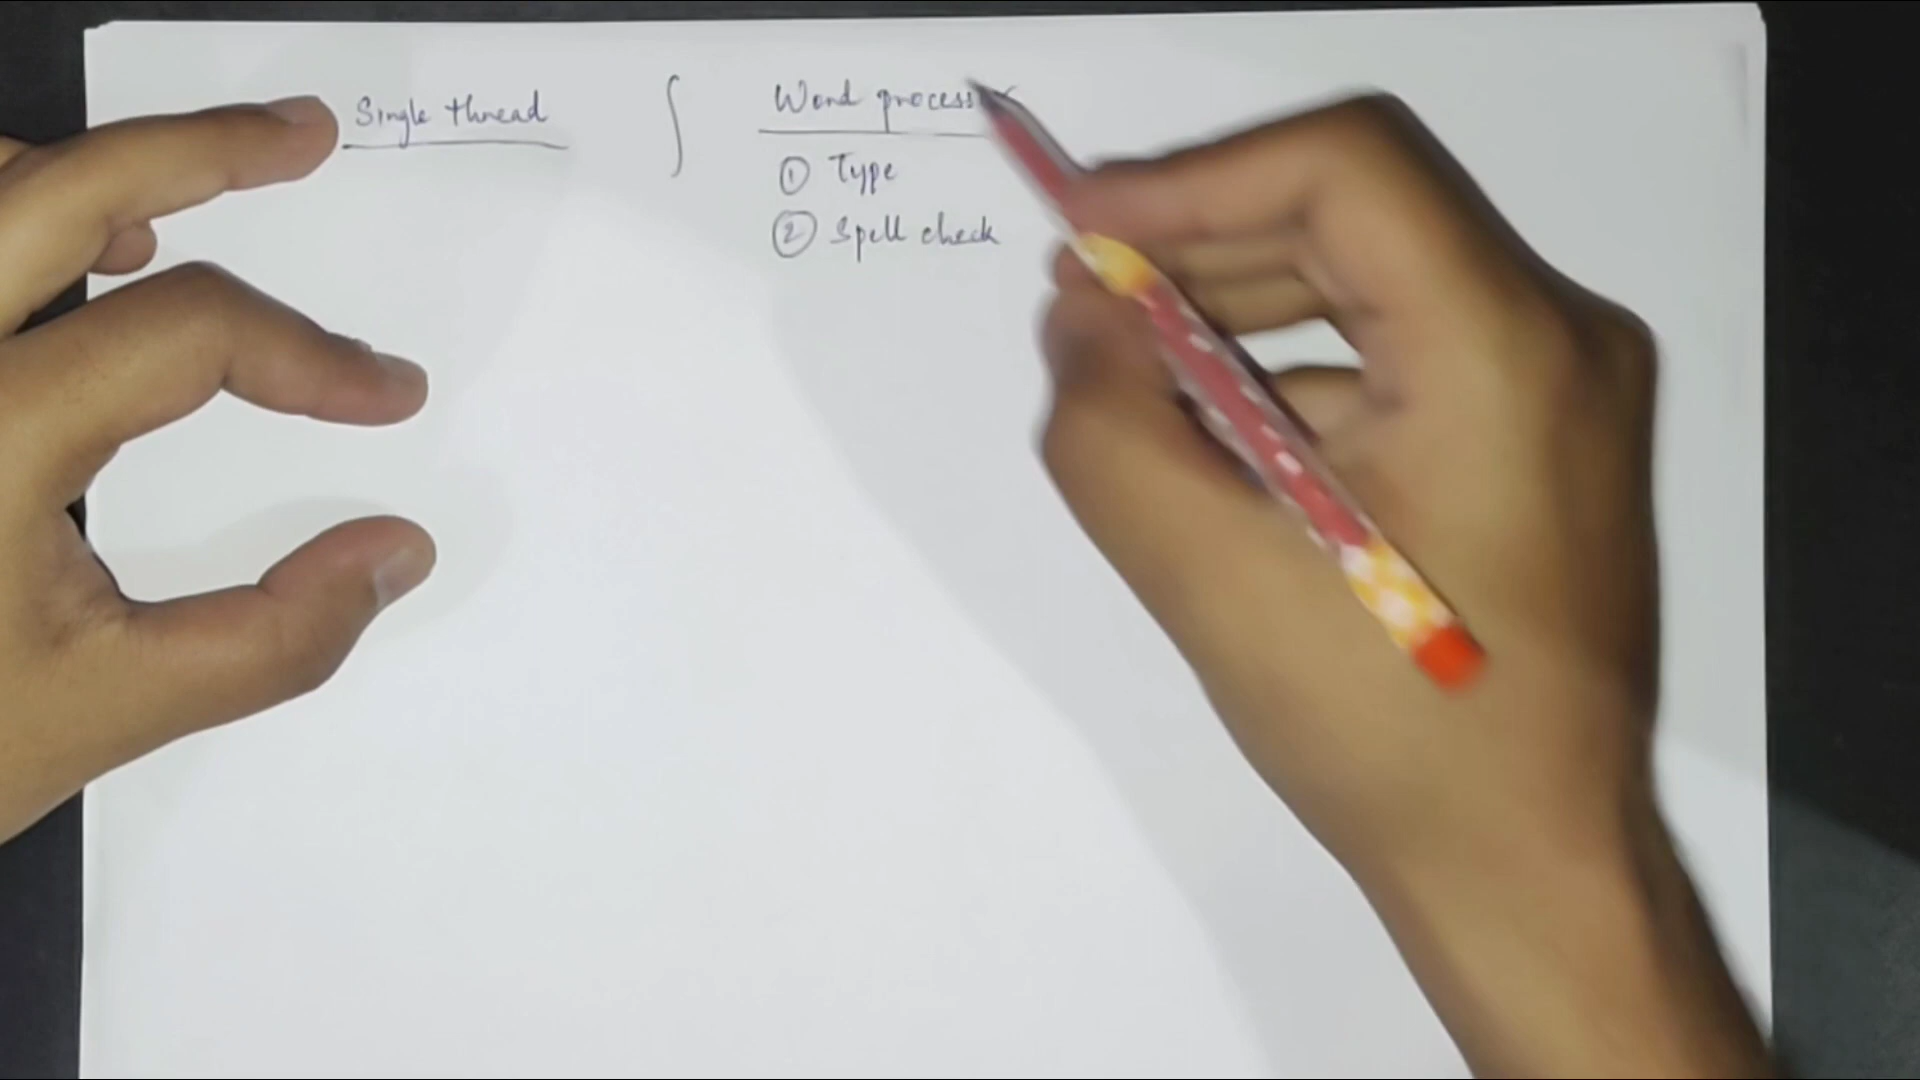 Single thread
Word processor
① Type
② Spell check